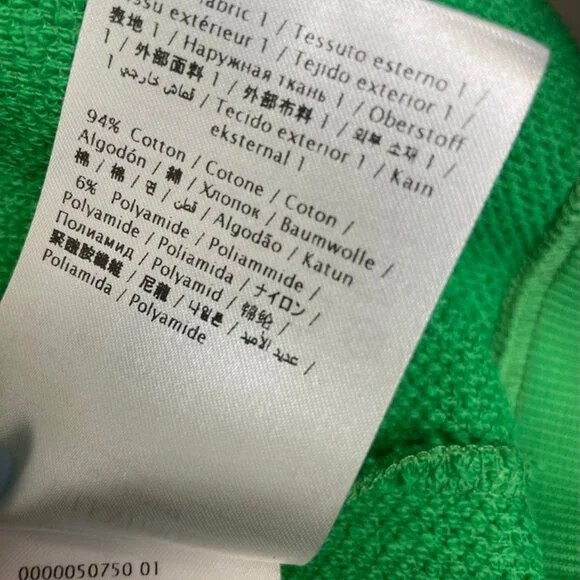 fabric 1 / Tessuto esterno 1 /
ssu extérieur 1 / Tejido exterior 1 /
表地 1 / Наружная ткань 1 / Oberstoff
1 / 外部面料 1 / 外部布料 1 / 외부 소재 1 /
1 قماش خارجي / Tecido exterior 1 / Kain
eksternal 1
94% Cotton / Cotone / Coton /
Algodón / 綿 / Хлопок / Baumwolle /
棉 / 棉 / 면 / قطن / Algodão / Katun
6% Polyamide / Poliammide /
Polyamide / Poliamida / ナイロン /
Полиамид / Polyamid / 锦纶 /
聚醯胺纖維 / 尼龍 / 나일론 /
Poliamida / Polyamide
0000050750 01